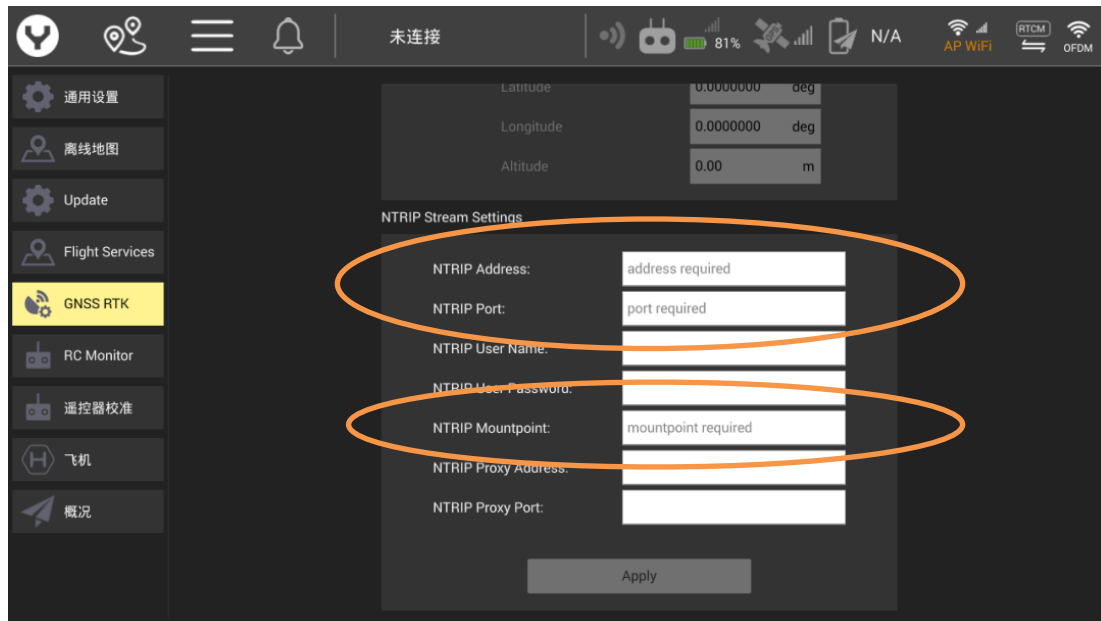 未连接
81%
N/A
AP WiFi
RTCM
OFDM
通用设置
离线地图
Update
Flight Services
GNSS RTK
RC Monitor
遥控器校准
飞机
概况
Latitude 0.0000000 deg
Longitude 0.0000000 deg
Altitude 0.00 m
NTRIP Stream Settings
NTRIP Address: address required
NTRIP Port: port required
NTRIP User Name:
NTRIP User Password:
NTRIP Mountpoint: mountpoint required
NTRIP Proxy Address:
NTRIP Proxy Port:
Apply